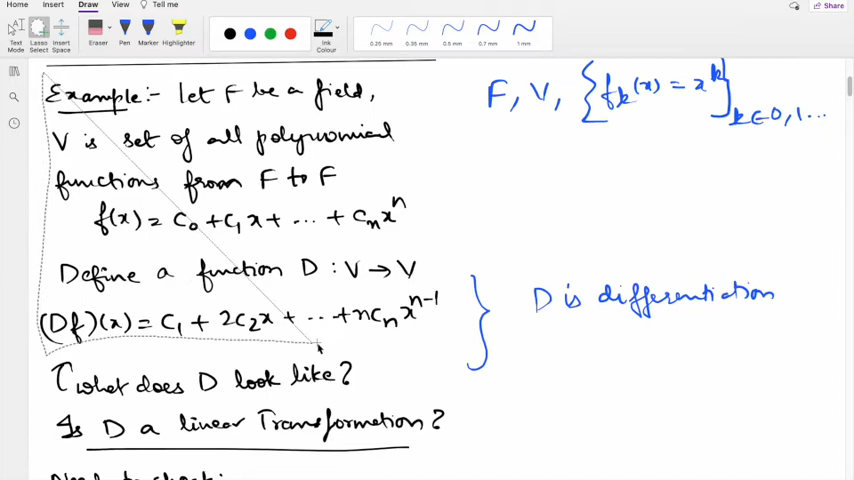 Home Insert Draw View Tell me
Share
Text Mode
Lasso Select
Insert Space
Eraser
Pen
Marker
Highlighter
Ink Colour
0.25 mm
0.35 mm
0.5 mm
0.7 mm
1 mm
Example:- let F be a field,
V is set of all polynomial
functions from F to F
f(x) = c₀ + c₁x + ... + cₙxⁿ
Define a function D : V → V
(Df)(x) = c₁ + 2c₂x + ... + ncₙxⁿ⁻¹
What does D look like?
Is D a linear Transformation?
F, V, {fₖ(x) = xᵏ}ₖ∈0,1...
D is differentiation